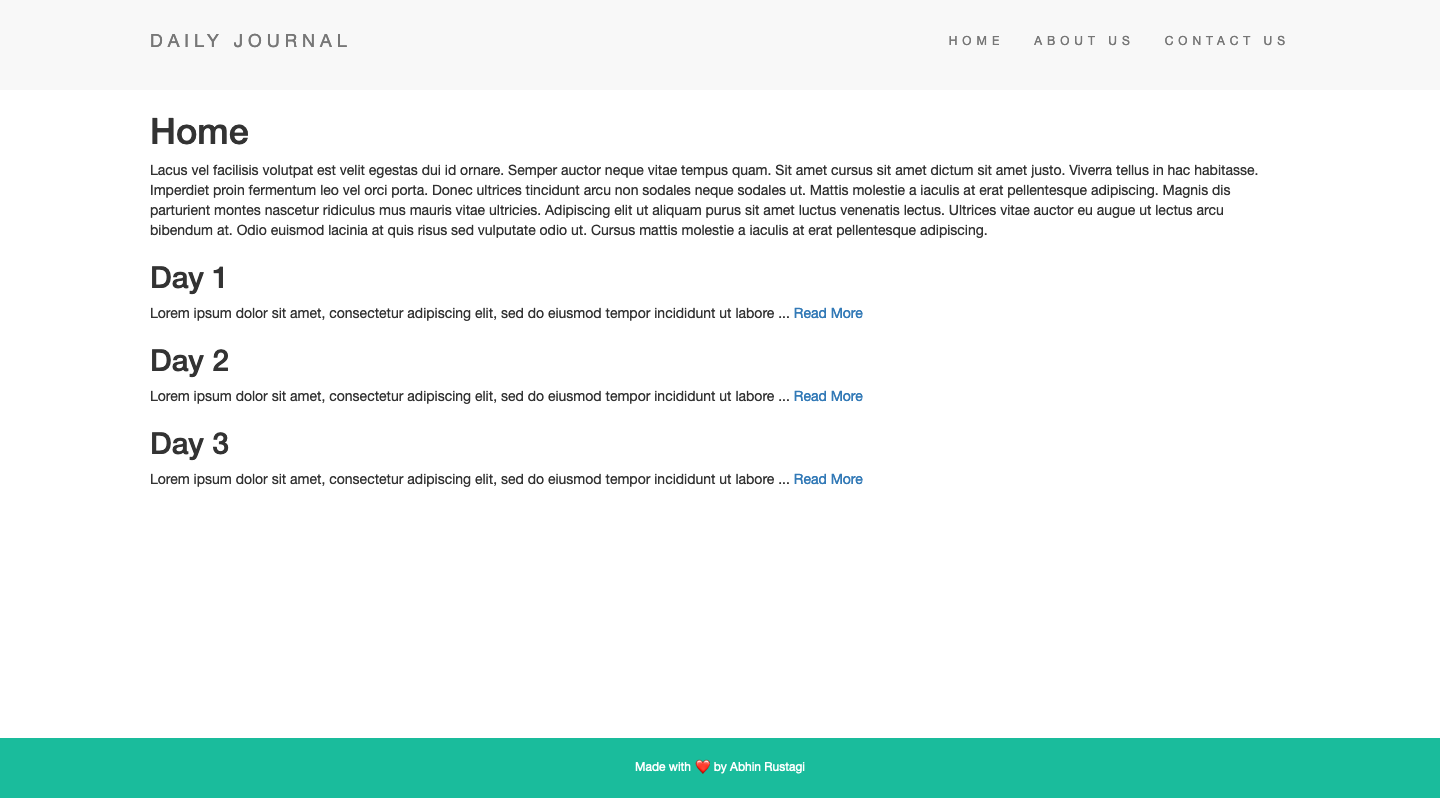 DAILY JOURNAL
HOME ABOUT US CONTACT US
Home
Lacus vel facilisis volutpat est velit egestas dui id ornare. Semper auctor neque vitae tempus quam. Sit amet cursus sit amet dictum sit amet justo. Viverra tellus in hac habitasse.
Imperdiet proin fermentum leo vel orci porta. Donec ultrices tincidunt arcu non sodales neque sodales ut. Mattis molestie a iaculis at erat pellentesque adipiscing. Magnis dis
parturient montes nascetur ridiculus mus mauris vitae ultricies. Adipiscing elit ut aliquam purus sit amet luctus venenatis lectus. Ultrices vitae auctor eu augue ut lectus arcu
bibendum at. Odio euismod lacinia at quis risus sed vulputate odio ut. Cursus mattis molestie a iaculis at erat pellentesque adipiscing.
Day 1
Lorem ipsum dolor sit amet, consectetur adipiscing elit, sed do eiusmod tempor incididunt ut labore ... Read More
Day 2
Lorem ipsum dolor sit amet, consectetur adipiscing elit, sed do eiusmod tempor incididunt ut labore ... Read More
Day 3
Lorem ipsum dolor sit amet, consectetur adipiscing elit, sed do eiusmod tempor incididunt ut labore ... Read More
Made with ❤️ by Abhin Rustagi